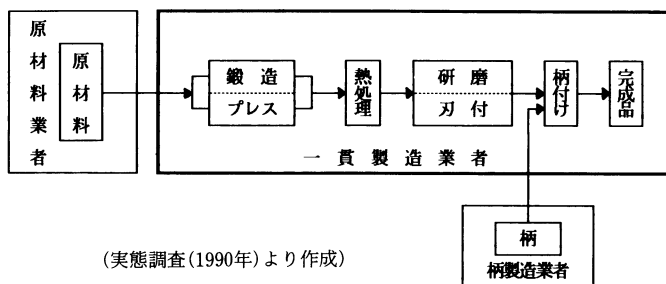 原材料業者
原材料
鍛造
プレス
熱処理
研磨
刃付
柄付け
完成品
一貫製造業者
柄
柄製造業者
(実態調査(1990年)より作成)